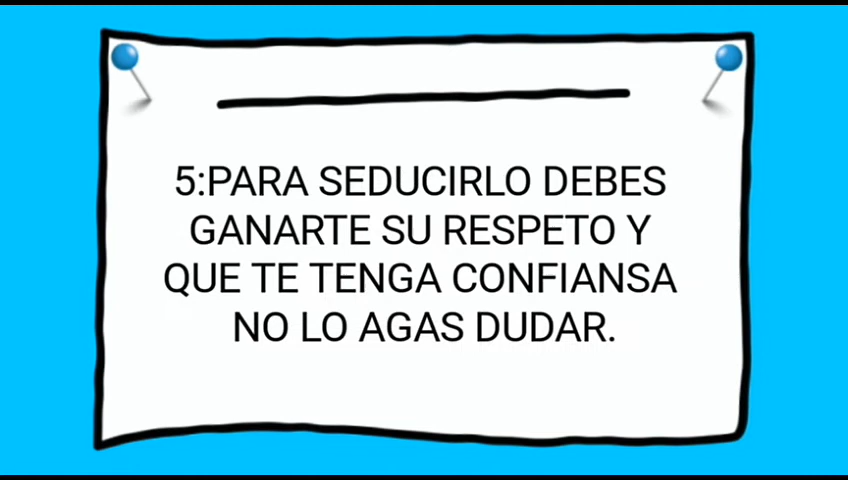 5:PARA SEDUCIRLO DEBES
GANARTE SU RESPETO Y
QUE TE TENGA CONFIANSA
NO LO AGAS DUDAR.